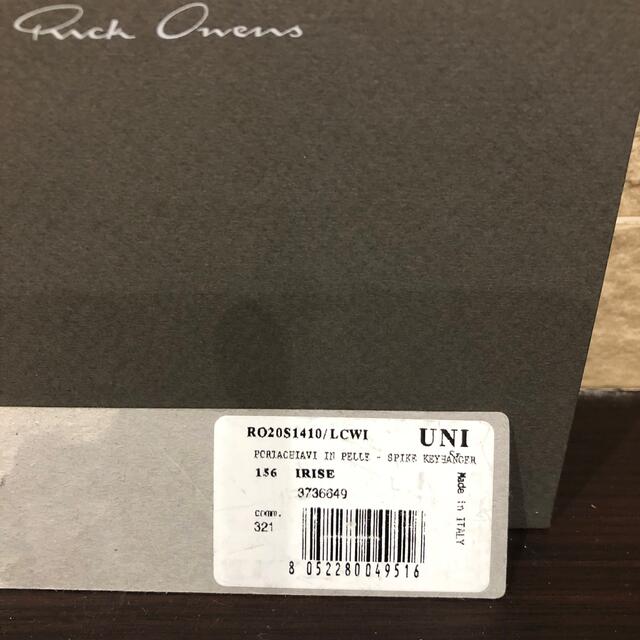 Rick Owens
RO20S1410/LCWI UNI
PORTACHIAVI IN PELLE - SPIKE KEYHANGER
156 IRISE
3736649
comm.
321
Made in ITALY
8 052280 049516